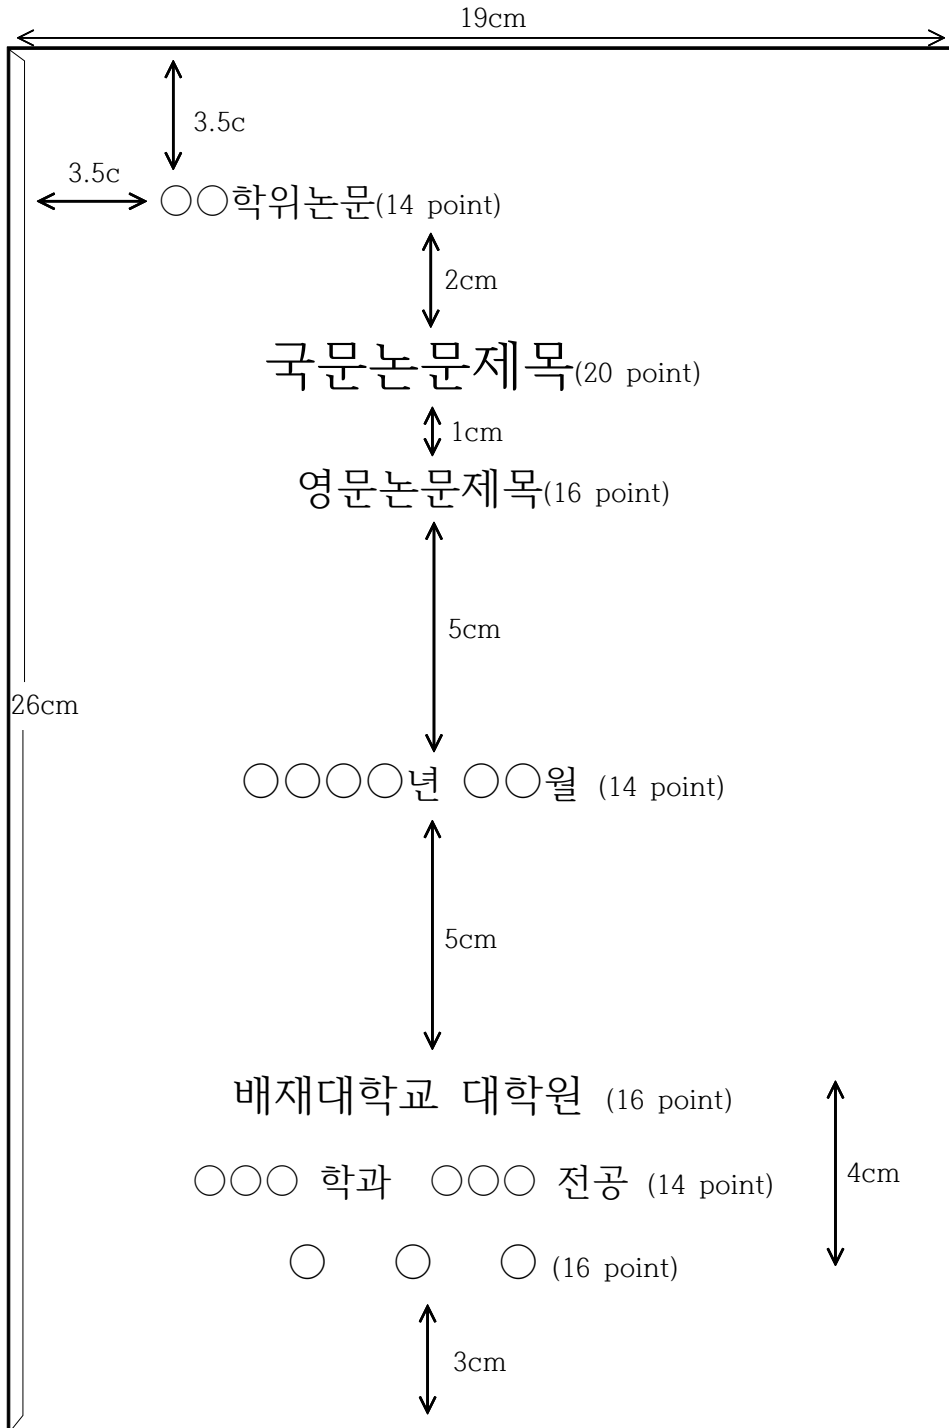 19cm
3.5c
3.5c
○○학위논문(14 point)
2cm
국문논문제목(20 point)
1cm
영문논문제목(16 point)
5cm
26cm
○○○○년 ○○월 (14 point)
5cm
배재대학교 대학원 (16 point)
○○○ 학과 ○○○ 전공 (14 point)
4cm
○ ○ ○ (16 point)
3cm